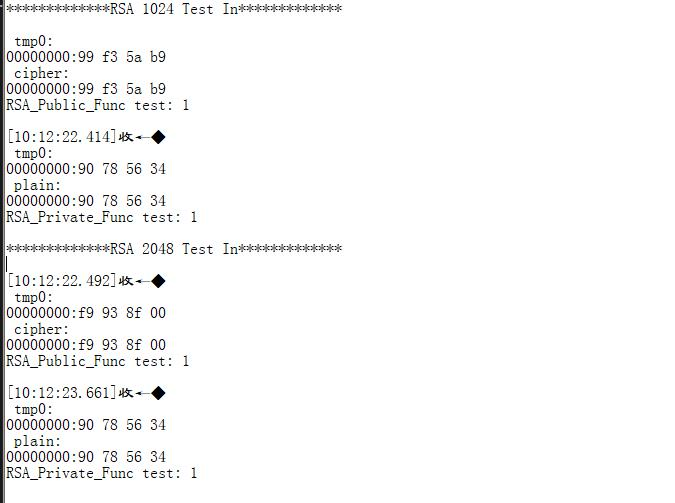 *************RSA 1024 Test In*************
tmp0:
00000000:99 f3 5a b9
cipher:
00000000:99 f3 5a b9
RSA_Public_Func test: 1
[10:12:22.414]收←◆
tmp0:
00000000:90 78 56 34
plain:
00000000:90 78 56 34
RSA_Private_Func test: 1
*************RSA 2048 Test In*************
[10:12:22.492]收←◆
tmp0:
00000000:f9 93 8f 00
cipher:
00000000:f9 93 8f 00
RSA_Public_Func test: 1
[10:12:23.661]收←◆
tmp0:
00000000:90 78 56 34
plain:
00000000:90 78 56 34
RSA_Private_Func test: 1